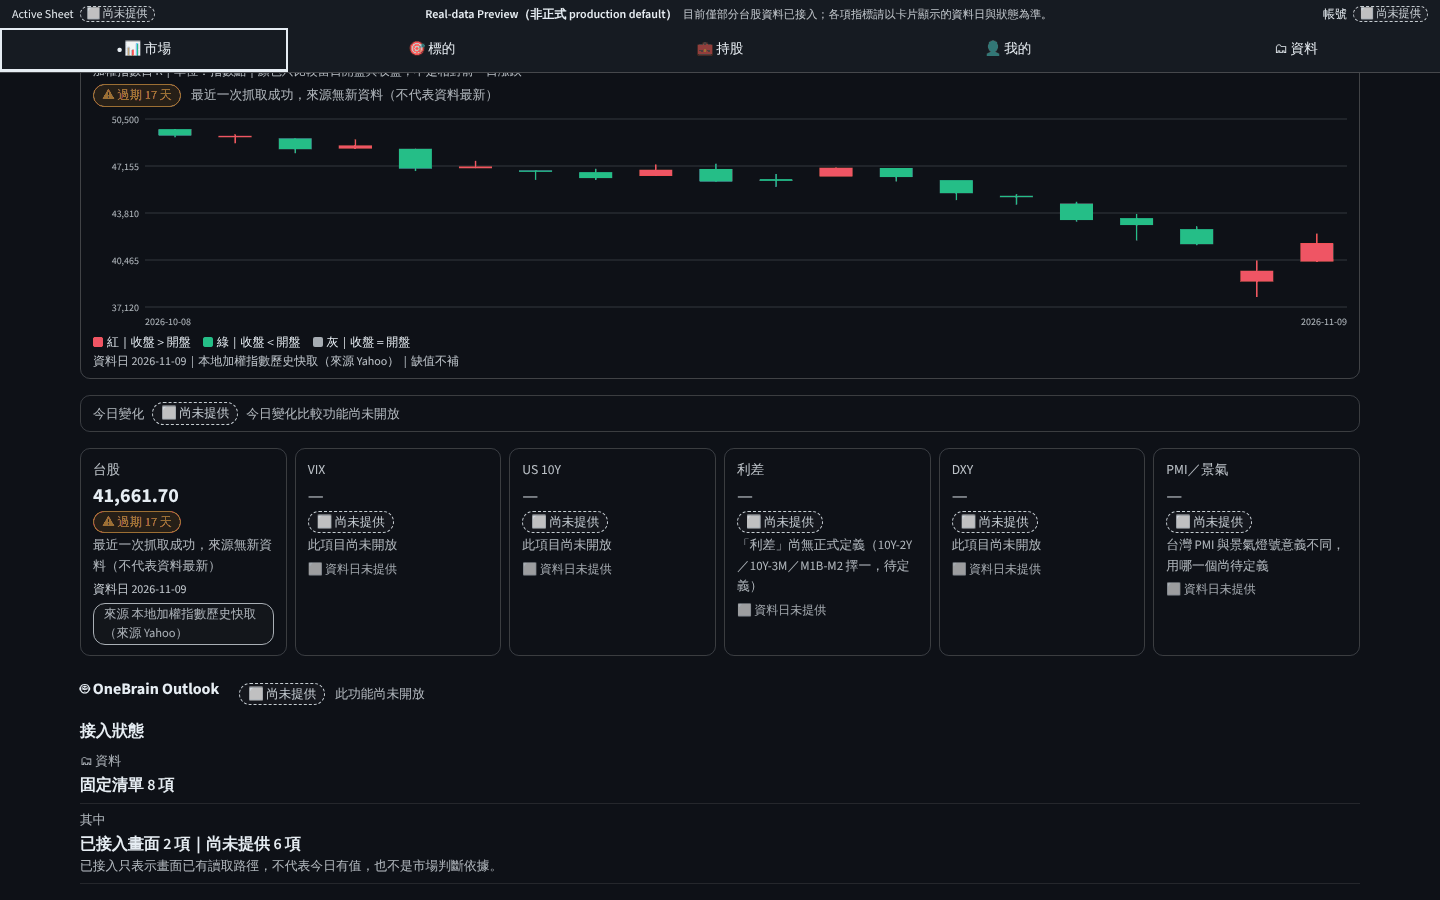 Active Sheet 尚未提供
Real-data Preview（非正式 production default） 目前僅部分台股資料已接入；各項指標請以卡片顯示的資料日與狀態為準。
帳號 尚未提供
市場
標的
持股
我的
資料
過期 17 天 最近一次抓取成功，來源無新資料（不代表資料最新）
50,500
47,155
43,810
40,465
37,120
2026-10-08 2026-11-09
紅｜收盤＞開盤 綠｜收盤＜開盤 灰｜收盤＝開盤
資料日 2026-11-09｜本地加權指數歷史快取（來源 Yahoo）｜缺值不補
今日變化 尚未提供 今日變化比較功能尚未開放
台股
41,661.70
過期 17 天
最近一次抓取成功，來源無新資
料（不代表資料最新）
資料日 2026-11-09
來源 本地加權指數歷史快取
（來源 Yahoo）
VIX
—
尚未提供
此項目尚未開放
資料日未提供
US 10Y
—
尚未提供
此項目尚未開放
資料日未提供
利差
—
尚未提供
「利差」尚無正式定義（10Y-2Y
／10Y-3M／M1B-M2 擇一，待定
義）
資料日未提供
DXY
—
尚未提供
此項目尚未開放
資料日未提供
PMI／景氣
—
尚未提供
台灣 PMI 與景氣燈號意義不同，
用哪一個尚待定義
資料日未提供
OneBrain Outlook 尚未提供 此功能尚未開放
接入狀態
資料
固定清單 8 項
其中
已接入畫面 2 項｜尚未提供 6 項
已接入只表示畫面已有讀取路徑，不代表今日有值，也不是市場判斷依據。